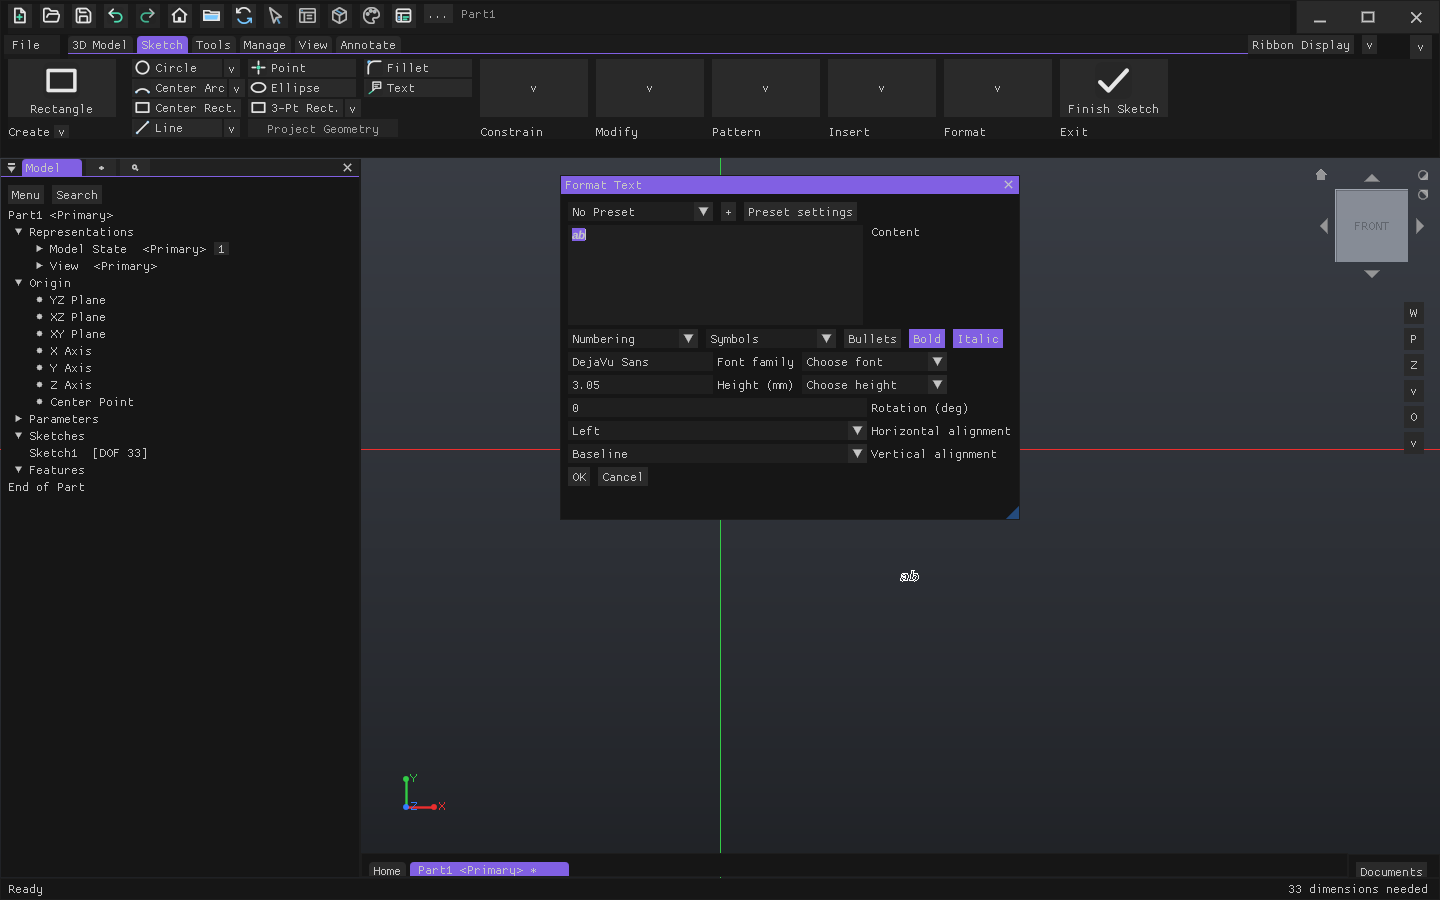 ... Part1
File 3D Model Sketch Tools Manage View Annotate Ribbon Display v v
Rectangle
Create v
Circle v
Center Arc v
Center Rect.
Line v
Point
Ellipse
3-Pt Rect. v
Project Geometry
Fillet
Text
v
Constrain
v
Modify
v
Pattern
v
Insert
v
Format
Finish Sketch
Exit
Model
Menu Search
Part1 <Primary>
Representations
Model State <Primary> 1
View <Primary>
Origin
YZ Plane
XZ Plane
XY Plane
X Axis
Y Axis
Z Axis
Center Point
Parameters
Sketches
Sketch1 [DOF 33]
Features
End of Part
Format Text
No Preset + Preset settings
ab Content
Numbering Symbols Bullets Bold Italic
DejaVu Sans Font family Choose font
3.05 Height (mm) Choose height
0 Rotation (deg)
Left Horizontal alignment
Baseline Vertical alignment
OK Cancel
ab
FRONT
W
P
Z
v
O
v
Y
Z X
Home Part1 <Primary> * Documents
Ready 33 dimensions needed